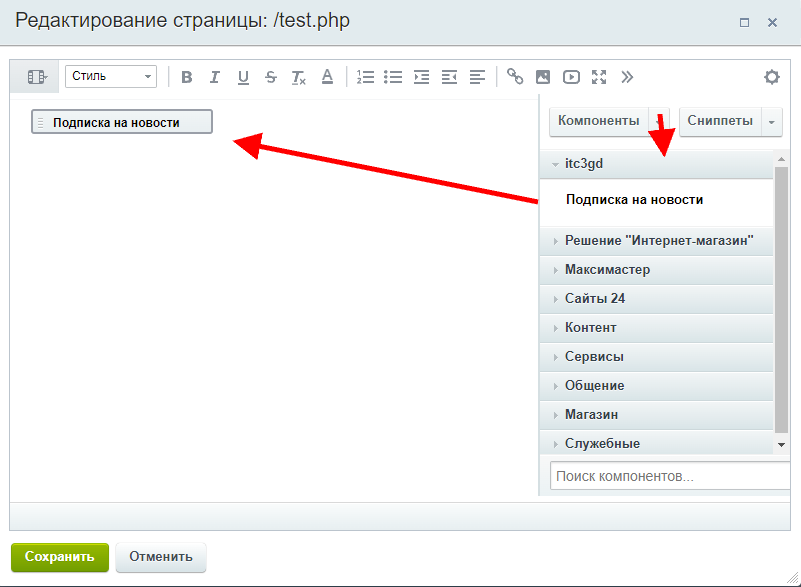 Редактирование страницы: /test.php
Стиль
B I U S Tx A
Подписка на новости
Компоненты
Сниппеты
itc3gd
Подписка на новости
Решение "Интернет-магазин"
Максимастер
Сайты 24
Контент
Сервисы
Общение
Магазин
Служебные
Поиск компонентов...
Сохранить
Отменить